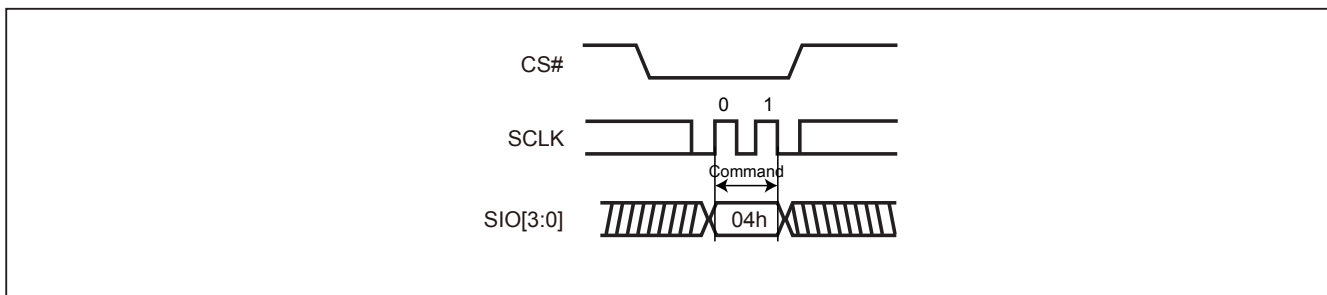 CS#
0 1
SCLK
Command
SIO[3:0] 04h